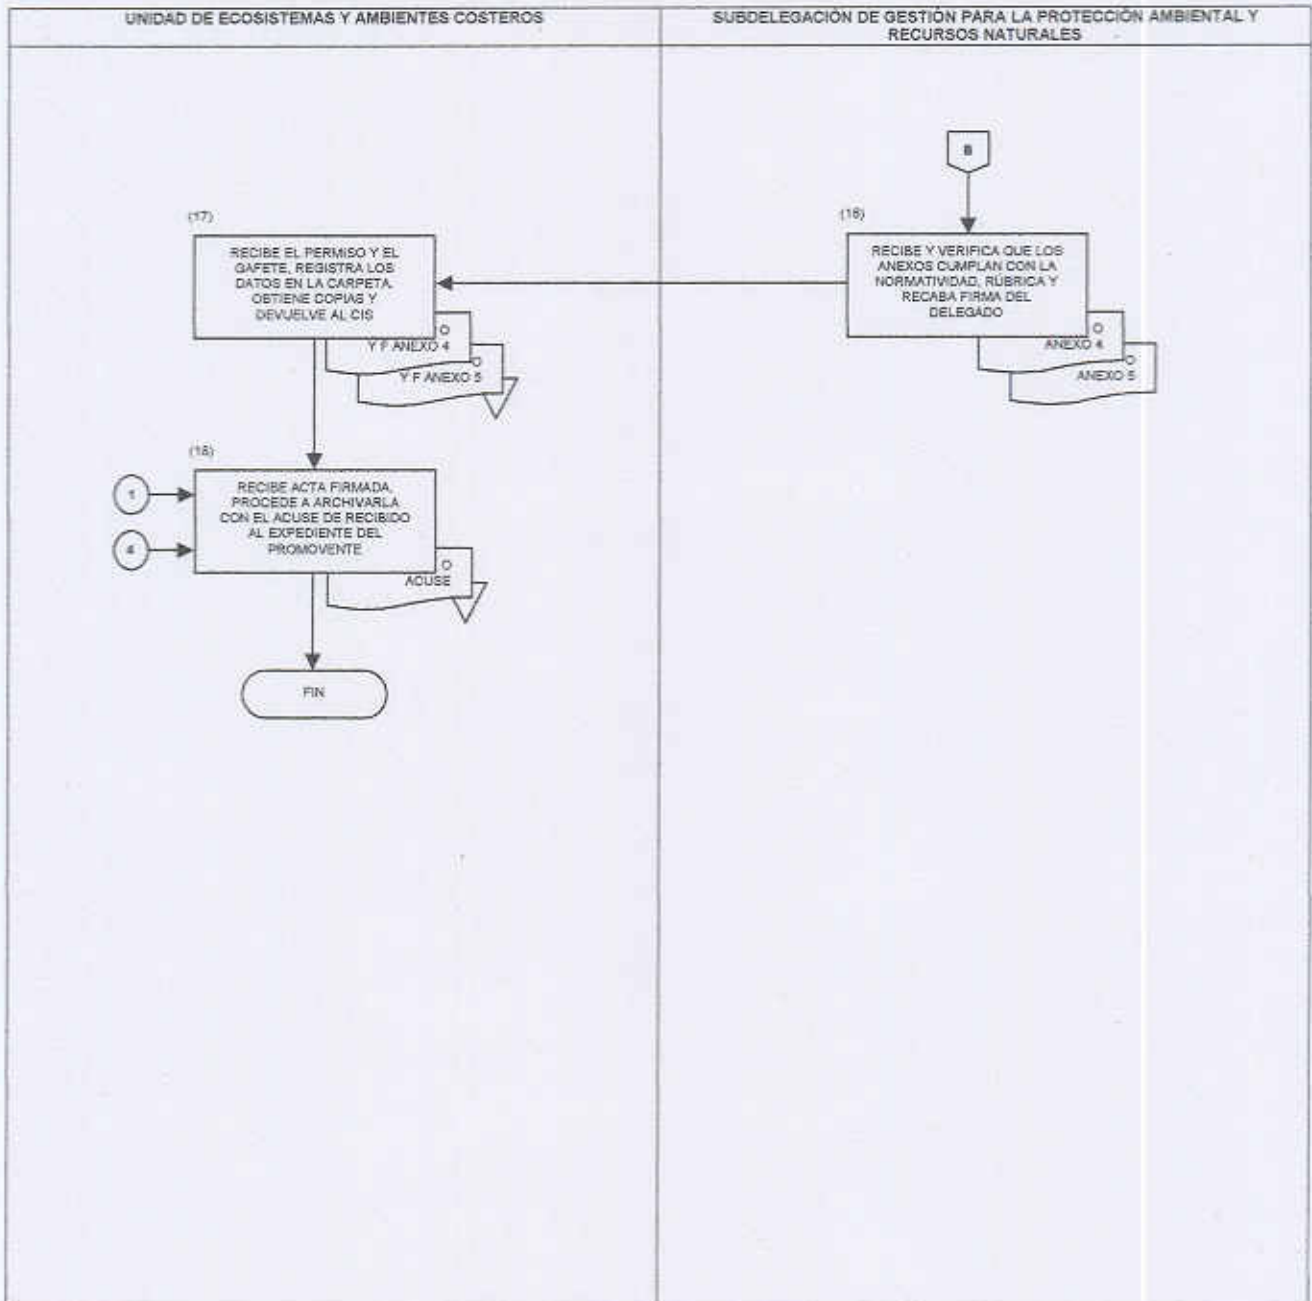 UNIDAD DE ECOSISTEMAS Y AMBIENTES COSTEROS
SUBDELEGACIÓN DE GESTIÓN PARA LA PROTECCIÓN AMBIENTAL Y
RECURSOS NATURALES
B
(16)
RECIBE Y VERIFICA QUE LOS
ANEXOS CUMPLAN CON LA
NORMATIVIDAD, RÚBRICA Y
RECABA FIRMA DEL
DELEGADO
O
ANEXO 4
O
ANEXO 5
(17)
RECIBE EL PERMISO Y EL
GAFETE, REGISTRA LOS
DATOS EN LA CARPETA,
OBTIENE COPIAS Y
DEVUELVE AL CIS
O
Y F ANEXO 4
O
Y F ANEXO 5
(18)
1
4
RECIBE ACTA FIRMADA,
PROCEDE A ARCHIVARLA
CON EL ACUSE DE RECIBIDO
AL EXPEDIENTE DEL
PROMOVENTE
O
ACUSE
FIN